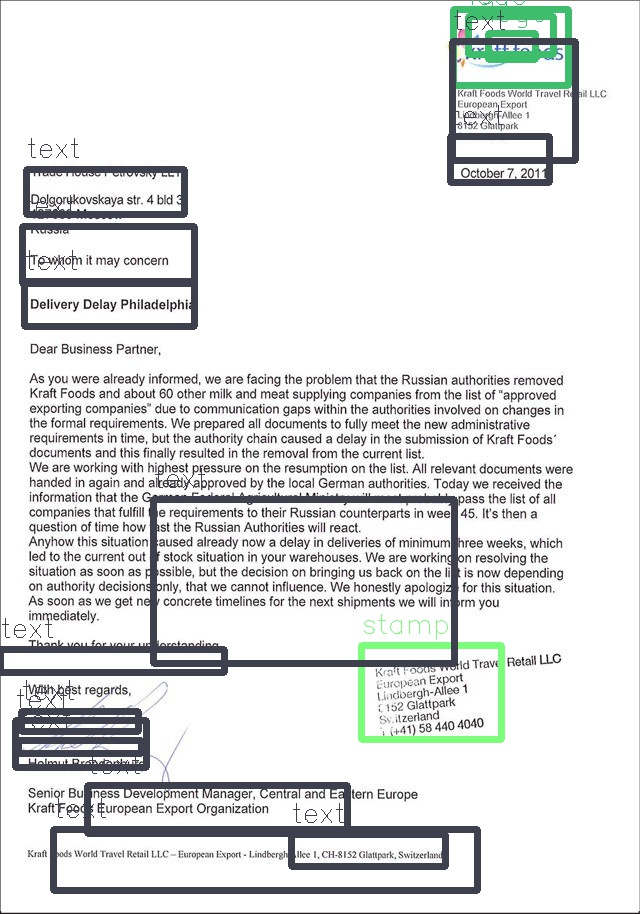 logo
text
kraft foods
Kraft Foods World Travel Retail LLC
European Export
Lindbergh-Allee 1
text
8152 Glattpark
text
October 7, 2011
Trade House Petrovsky
Dolgorukovskaya str. 4 bld 3
text
Moscow
Russia
text
To whom it may concern
Delivery Delay Philadelphia
Dear Business Partner,
As you were already informed, we are facing the problem that the Russian authorities removed
Kraft Foods and about 60 other milk and meat supplying companies from the list of "approved
exporting companies" due to communication gaps within the authorities involved on changes in
the formal requirements. We prepared all documents to fully meet the new administrative
requirements in time, but the authority chain caused a delay in the submission of Kraft Foods´
documents and this finally resulted in the removal from the current list.
We are working with highest pressure on the resumption on the list. All relevant documents were
handed in again and already approved by the local German authorities. Today we received the
text
information that the German Federal Agricultural Ministry will most probably pass the list of all
companies that fulfill the requirements to their Russian counterparts in week 45. It's then a
question of time how fast the Russian Authorities will react.
Anyhow this situation caused already now a delay in deliveries of minimum three weeks, which
led to the current out of stock situation in your warehouses. We are working on resolving the
situation as soon as possible, but the decision on bringing us back on the list is now depending
on authority decisions only, that we cannot influence. We honestly apologize for this situation.
As soon as we get new concrete timelines for the next shipments we will inform you
immediately.
text
stamp
Thank you for your understanding
Kraft Foods World Travel Retail LLC
European Export
Lindbergh-Allee 1
8152 Glattpark
Switzerland
(+41) 58 440 4040
text
With best regards,
text
text
Helmut
text
Senior Business Development Manager, Central and Eastern Europe
Kraft Foods European Export Organization
text
text
Kraft Foods World Travel Retail LLC – European Export - Lindbergh-Allee 1, CH-8152 Glattpark, Switzerland